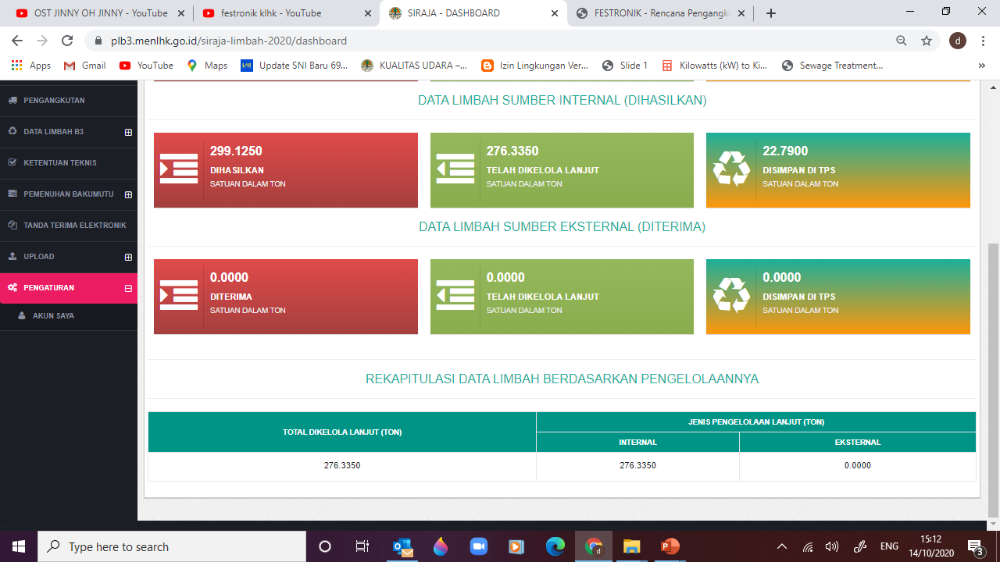 OST JINNY OH JINNY - YouTube
festronik klhk - YouTube
SIRAJA - DASHBOARD
FESTRONIK - Rencana Pengangk
plb3.menlhk.go.id/siraja-limbah-2020/dashboard
d
Apps
Gmail
YouTube
Maps
Update SNI Baru 69...
KUALITAS UDARA –...
Izin Lingkungan Ver...
Slide 1
Kilowatts (kW) to Ki...
Sewage Treatment...
»
PENGANGKUTAN
DATA LIMBAH B3
KETENTUAN TEKNIS
PEMENUHAN BAKUMUTU
TANDA TERIMA ELEKTRONIK
UPLOAD
PENGATURAN
AKUN SAYA
DATA LIMBAH SUMBER INTERNAL (DIHASILKAN)
299.1250
DIHASILKAN
SATUAN DALAM TON
276.3350
TELAH DIKELOLA LANJUT
SATUAN DALAM TON
22.7900
DISIMPAN DI TPS
SATUAN DALAM TON
DATA LIMBAH SUMBER EKSTERNAL (DITERIMA)
0.0000
DITERIMA
SATUAN DALAM TON
0.0000
TELAH DIKELOLA LANJUT
SATUAN DALAM TON
0.0000
DISIMPAN DI TPS
SATUAN DALAM TON
REKAPITULASI DATA LIMBAH BERDASARKAN PENGELOLAANNYA
TOTAL DIKELOLA LANJUT (TON)
JENIS PENGELOLAAN LANJUT (TON)
INTERNAL
EKSTERNAL
276.3350
276.3350
0.0000
Type here to search
ENG
15:12
14/10/2020
3